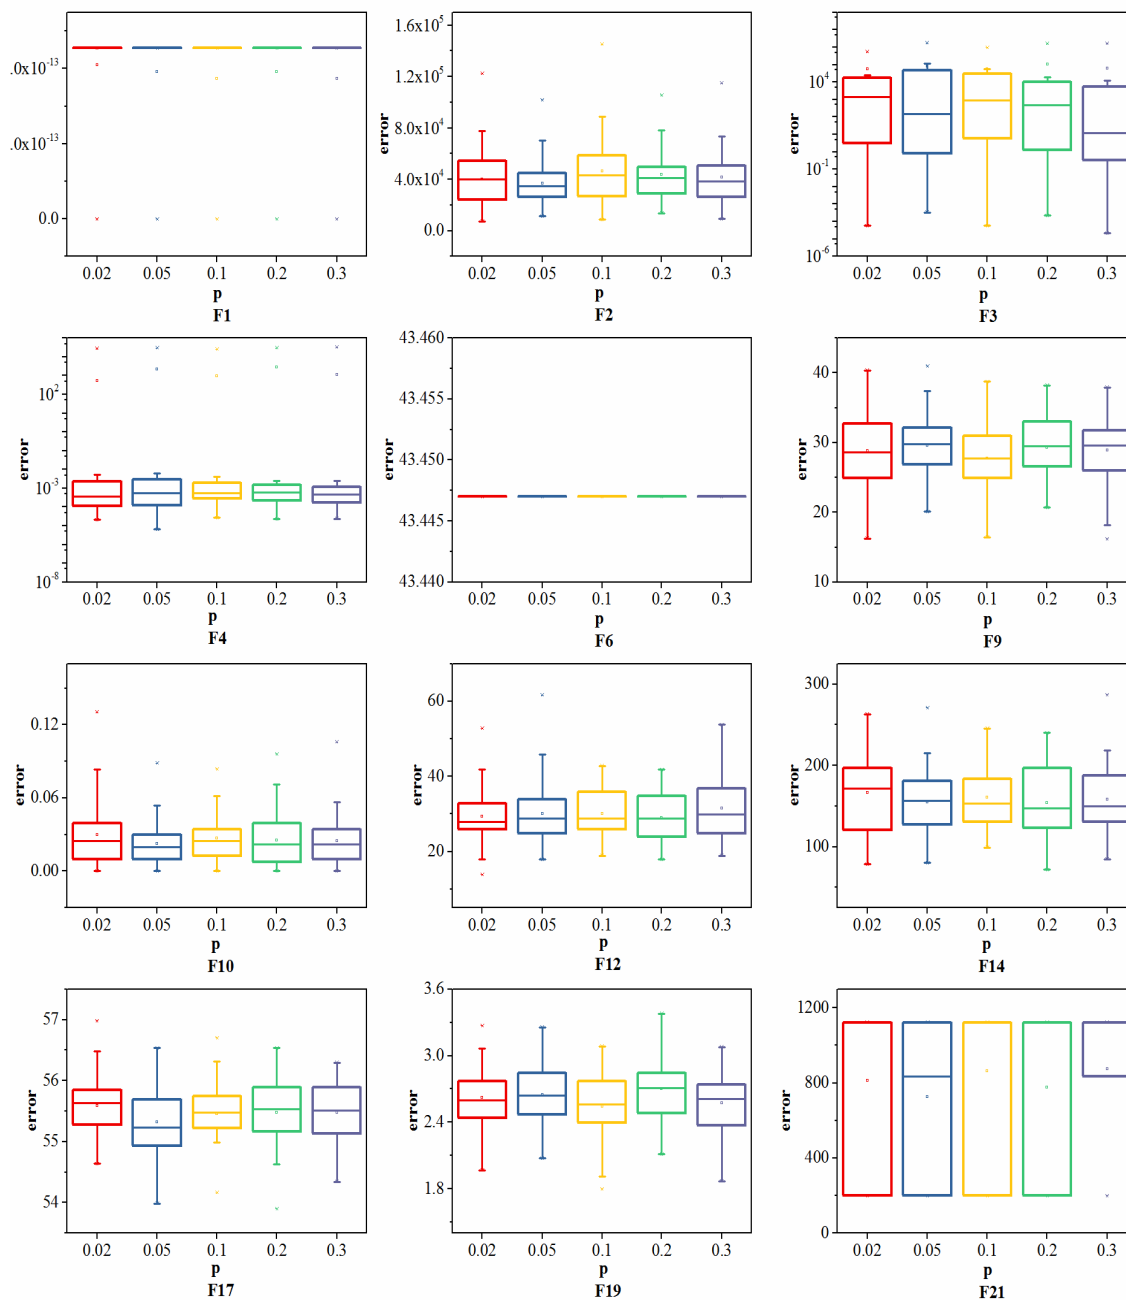 .0x10-13
.0x10-13
0.0
0.02 0.05 0.1 0.2 0.3
p
F1
error
1.6x10⁵
1.2x10⁵
8.0x10⁴
4.0x10⁴
0.0
0.02 0.05 0.1 0.2 0.3
p
F2
error
10⁴
10⁻¹
10⁻⁶
0.02 0.05 0.1 0.2 0.3
p
F3
error
10²
10⁻³
10⁻⁸
0.02 0.05 0.1 0.2 0.3
p
F4
error
43.460
43.455
43.450
43.445
43.440
0.02 0.05 0.1 0.2 0.3
p
F6
error
40
30
20
10
0.02 0.05 0.1 0.2 0.3
p
F9
error
0.12
0.06
0.00
0.02 0.05 0.1 0.2 0.3
p
F10
error
60
40
20
0.02 0.05 0.1 0.2 0.3
p
F12
error
300
200
100
0.02 0.05 0.1 0.2 0.3
p
F14
error
57
56
55
54
0.02 0.05 0.1 0.2 0.3
p
F17
error
3.6
3.0
2.4
1.8
0.02 0.05 0.1 0.2 0.3
p
F19
error
1200
800
400
0
0.02 0.05 0.1 0.2 0.3
p
F21